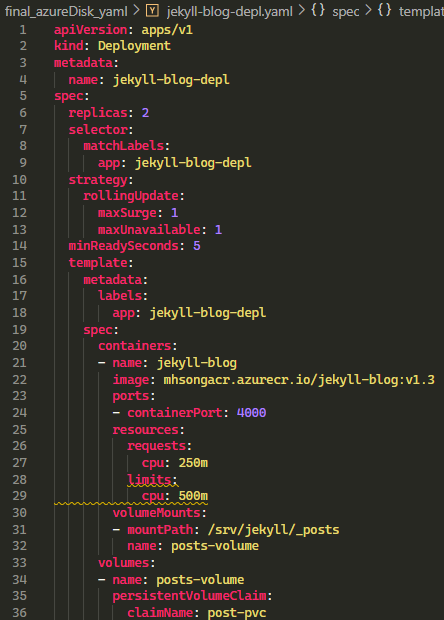 final_azureDisk_yaml > jekyll-blog-depl.yaml > {} spec > {} templat
1 apiVersion: apps/v1
2 kind: Deployment
3 metadata:
4   name: jekyll-blog-depl
5 spec:
6   replicas: 2
7   selector:
8     matchLabels:
9       app: jekyll-blog-depl
10   strategy:
11     rollingUpdate:
12       maxSurge: 1
13       maxUnavailable: 1
14   minReadySeconds: 5
15   template:
16     metadata:
17       labels:
18         app: jekyll-blog-depl
19     spec:
20       containers:
21       - name: jekyll-blog
22         image: mhsongacr.azurecr.io/jekyll-blog:v1.3
23         ports:
24         - containerPort: 4000
25         resources:
26           requests:
27             cpu: 250m
28           limits:
29             cpu: 500m
30         volumeMounts:
31         - mountPath: /srv/jekyll/_posts
32           name: posts-volume
33       volumes:
34       - name: posts-volume
35         persistentVolumeClaim:
36           claimName: post-pvc